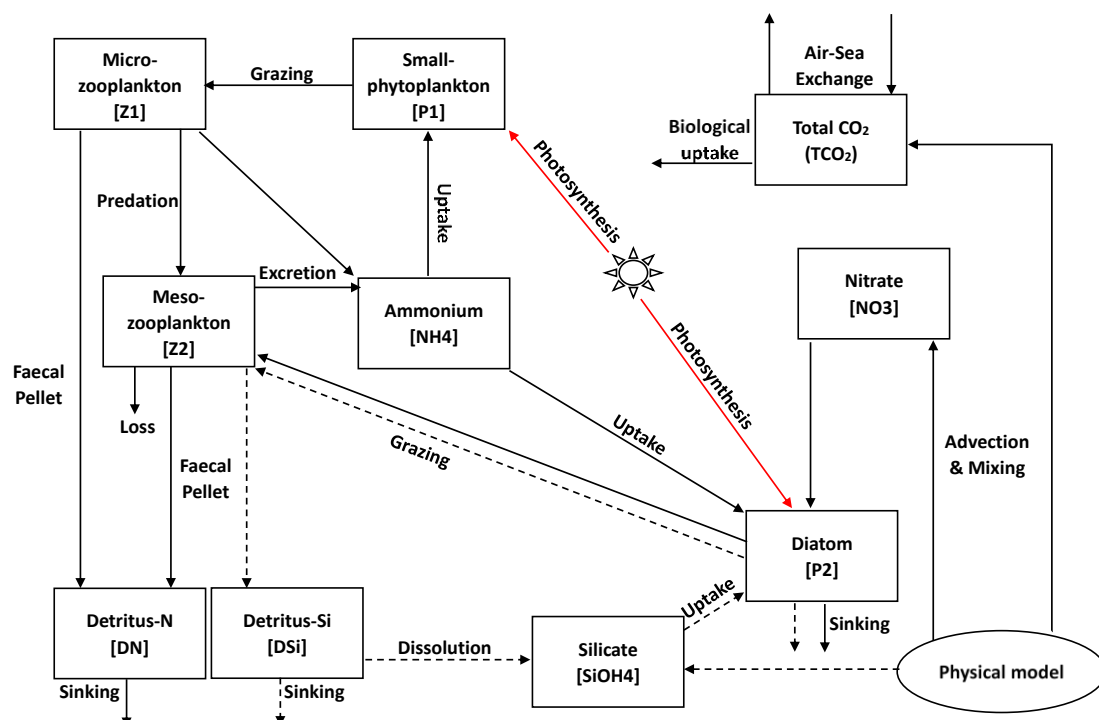 Micro-
zooplankton
[Z1]
Grazing
Small-
phytoplankton
[P1]
Air-Sea
Exchange
Biological
uptake
Total CO₂
(TCO₂)
Photosynthesis
Predation
Uptake
Meso-
zooplankton
[Z2]
Excretion
Ammonium
[NH4]
Nitrate
[NO3]
Photosynthesis
Faecal
Pellet
Loss
Grazing
Uptake
Advection
& Mixing
Faecal
Pellet
Diatom
[P2]
Uptake
Sinking
Detritus-N
[DN]
Detritus-Si
[DSi]
Dissolution
Silicate
[SiOH4]
Physical model
Sinking
Sinking